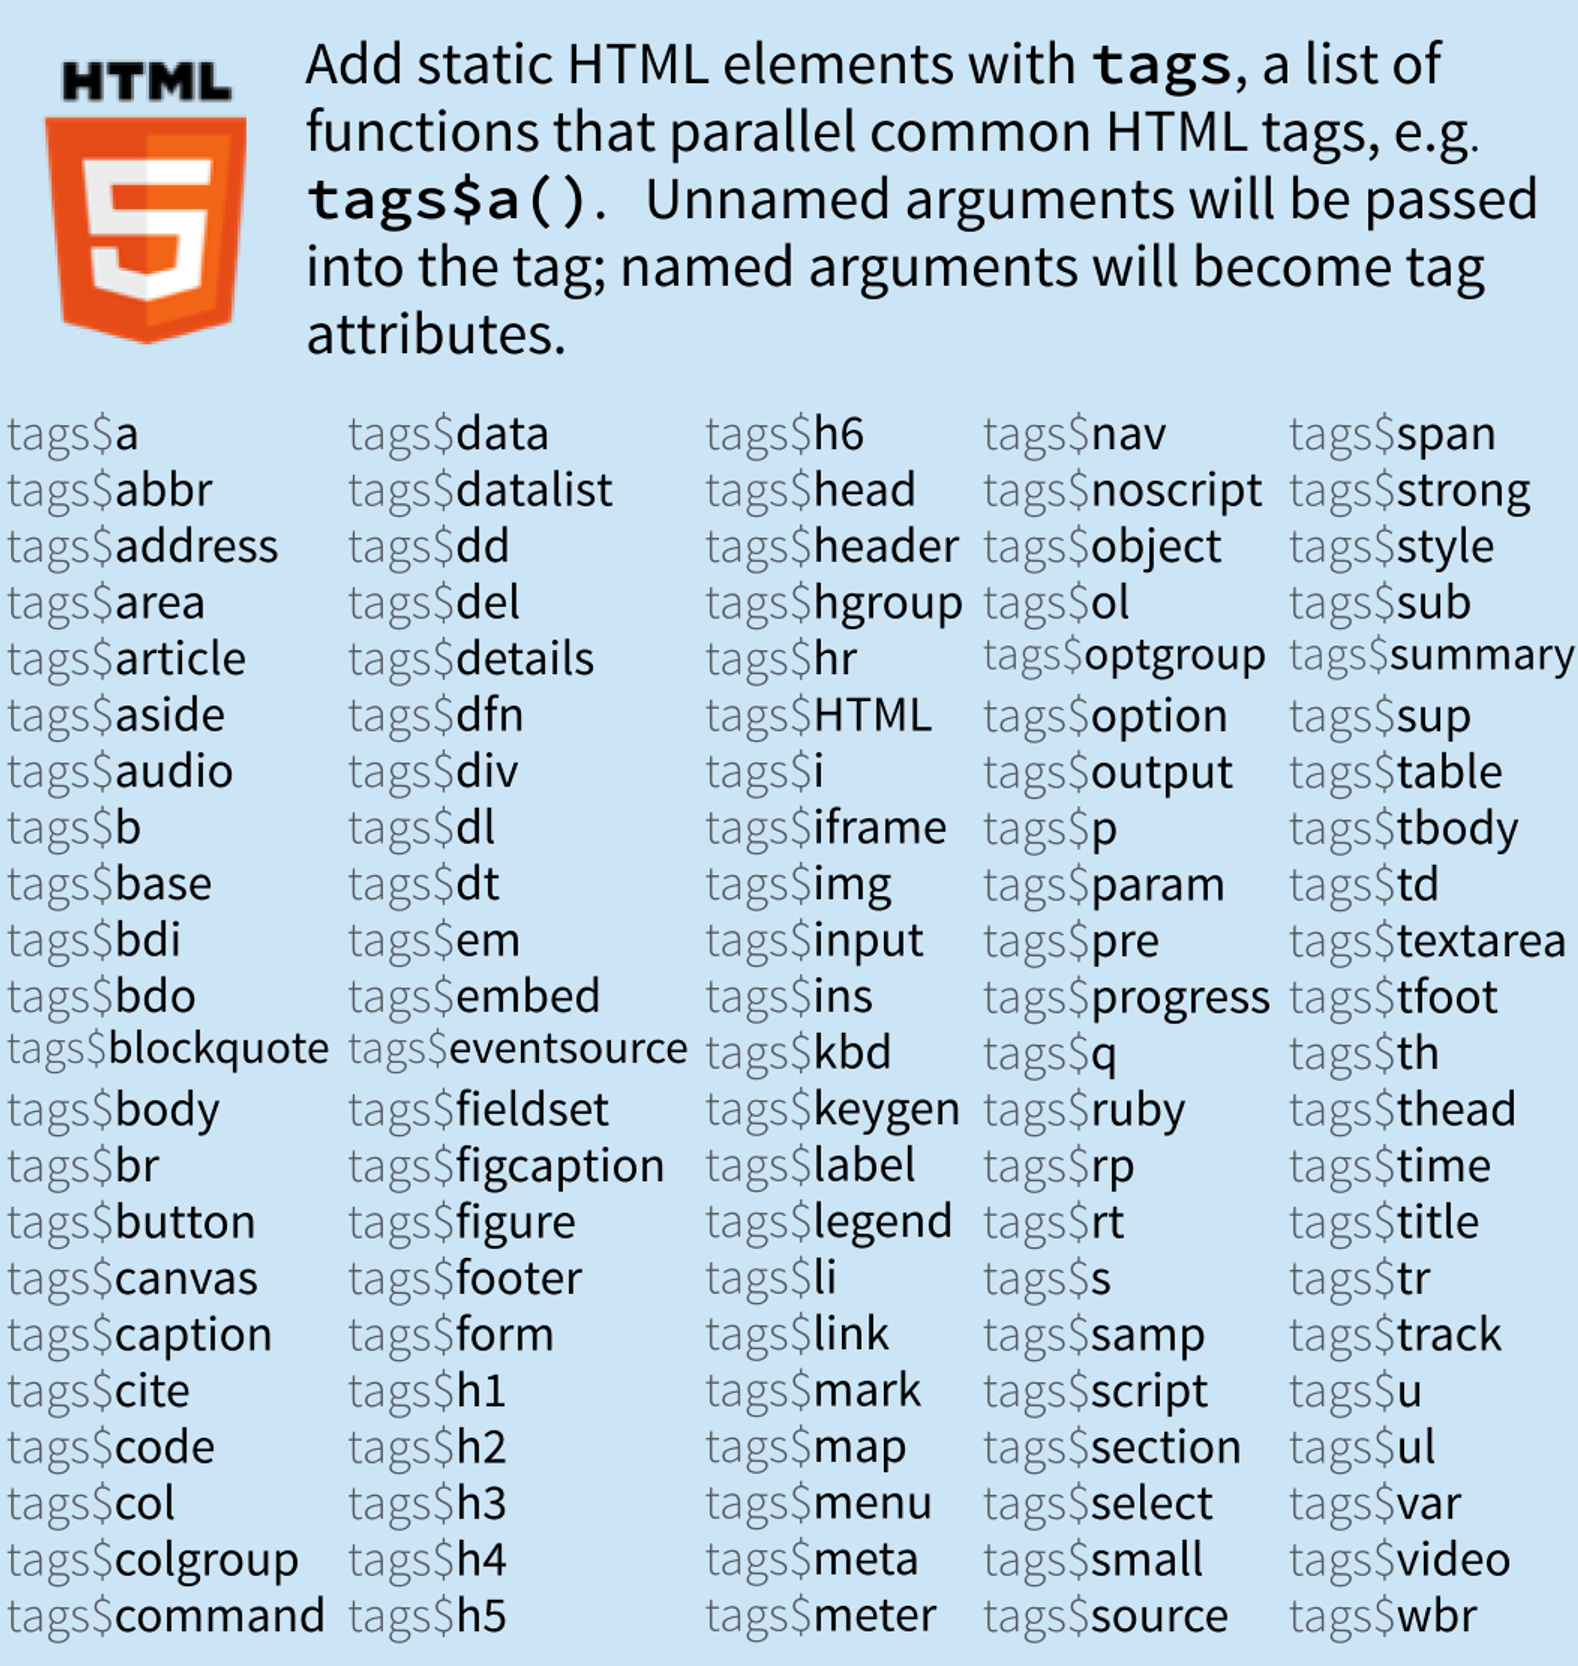 HTML
5
Add static HTML elements with tags, a list of
functions that parallel common HTML tags, e.g.
tags$a(). Unnamed arguments will be passed
into the tag; named arguments will become tag
attributes.
tags$a
tags$abbr
tags$address
tags$area
tags$article
tags$aside
tags$audio
tags$b
tags$base
tags$bdi
tags$bdo
tags$blockquote
tags$body
tags$br
tags$button
tags$canvas
tags$caption
tags$cite
tags$code
tags$col
tags$colgroup
tags$command
tags$data
tags$datalist
tags$dd
tags$del
tags$details
tags$dfn
tags$div
tags$dl
tags$dt
tags$em
tags$embed
tags$eventsource
tags$fieldset
tags$figcaption
tags$figure
tags$footer
tags$form
tags$h1
tags$h2
tags$h3
tags$h4
tags$h5
tags$h6
tags$head
tags$header
tags$hgroup
tags$hr
tags$HTML
tags$i
tags$iframe
tags$img
tags$input
tags$ins
tags$kbd
tags$keygen
tags$label
tags$legend
tags$li
tags$link
tags$mark
tags$map
tags$menu
tags$meta
tags$meter
tags$nav
tags$noscript
tags$object
tags$ol
tags$optgroup
tags$option
tags$output
tags$p
tags$param
tags$pre
tags$progress
tags$q
tags$ruby
tags$rp
tags$rt
tags$s
tags$samp
tags$script
tags$section
tags$select
tags$small
tags$source
tags$span
tags$strong
tags$style
tags$sub
tags$summary
tags$sup
tags$table
tags$tbody
tags$td
tags$textarea
tags$tfoot
tags$th
tags$thead
tags$time
tags$title
tags$tr
tags$track
tags$u
tags$ul
tags$var
tags$video
tags$wbr